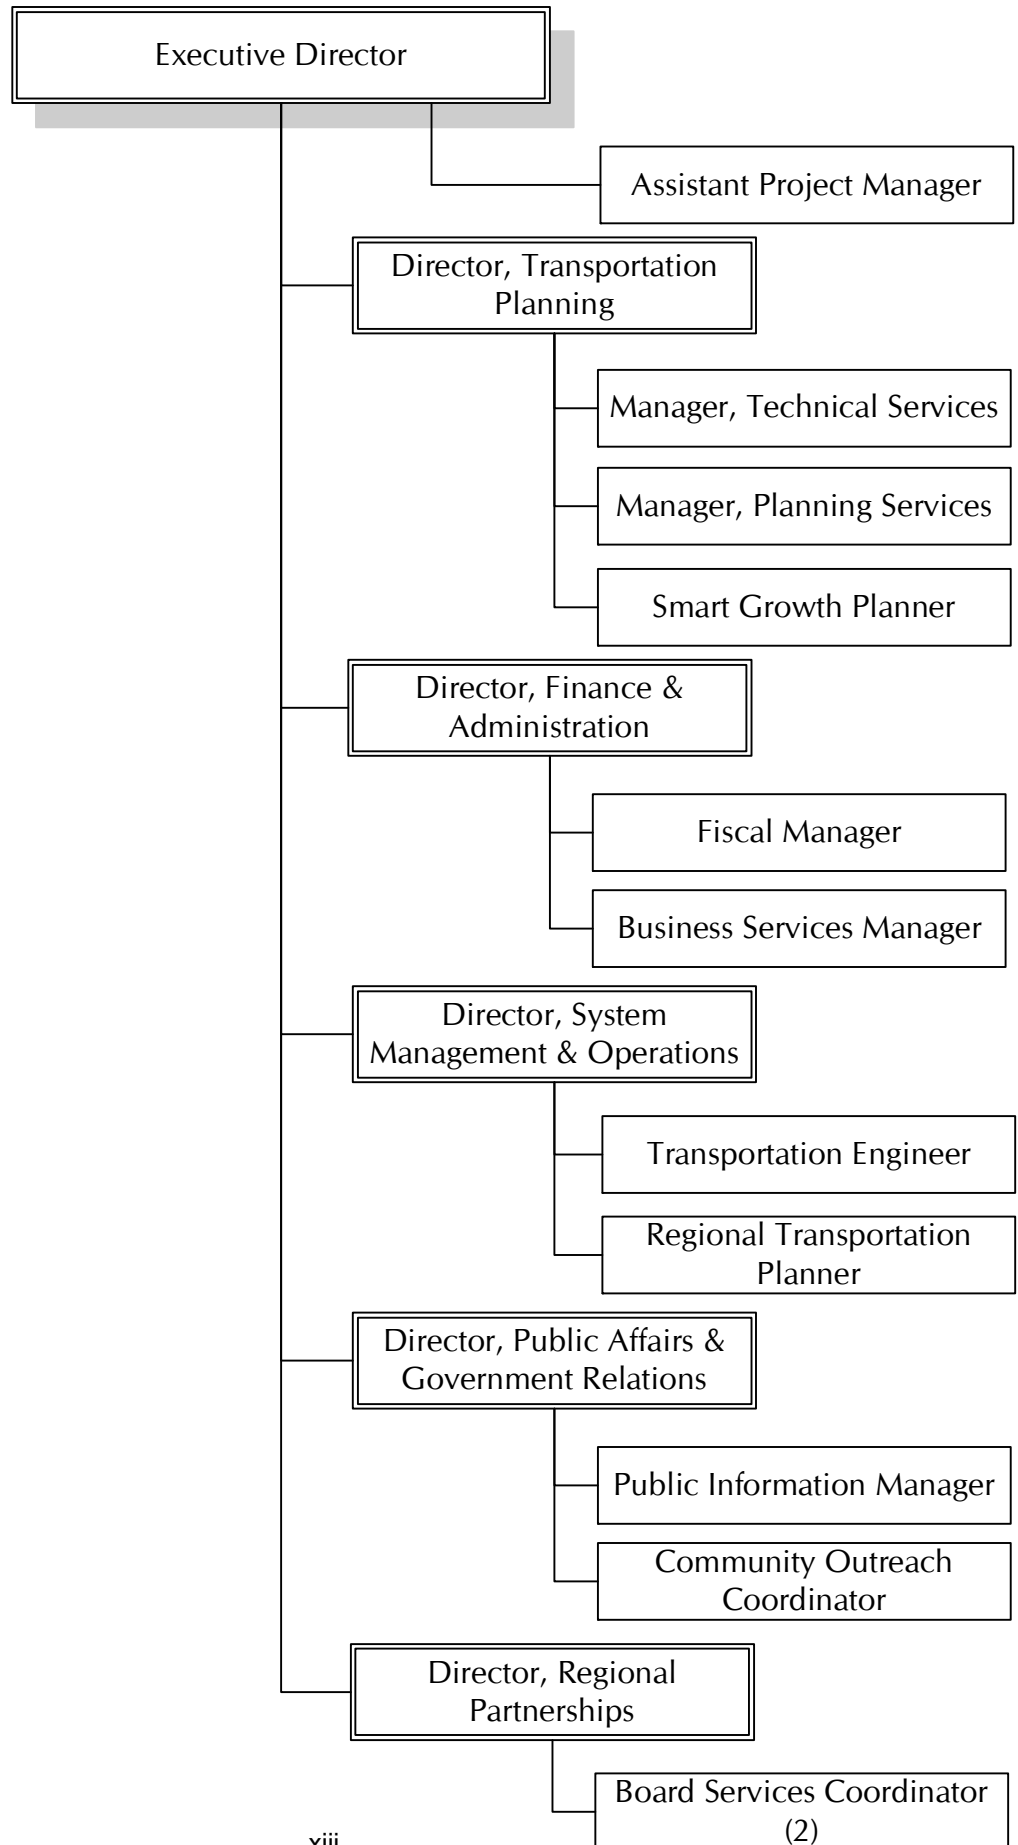 Executive Director
Assistant Project Manager
Director, Transportation
Planning
Manager, Technical Services
Manager, Planning Services
Smart Growth Planner
Director, Finance &
Administration
Fiscal Manager
Business Services Manager
Director, System
Management & Operations
Transportation Engineer
Regional Transportation
Planner
Director, Public Affairs &
Government Relations
Public Information Manager
Community Outreach
Coordinator
Director, Regional
Partnerships
Board Services Coordinator
(2)
xiii